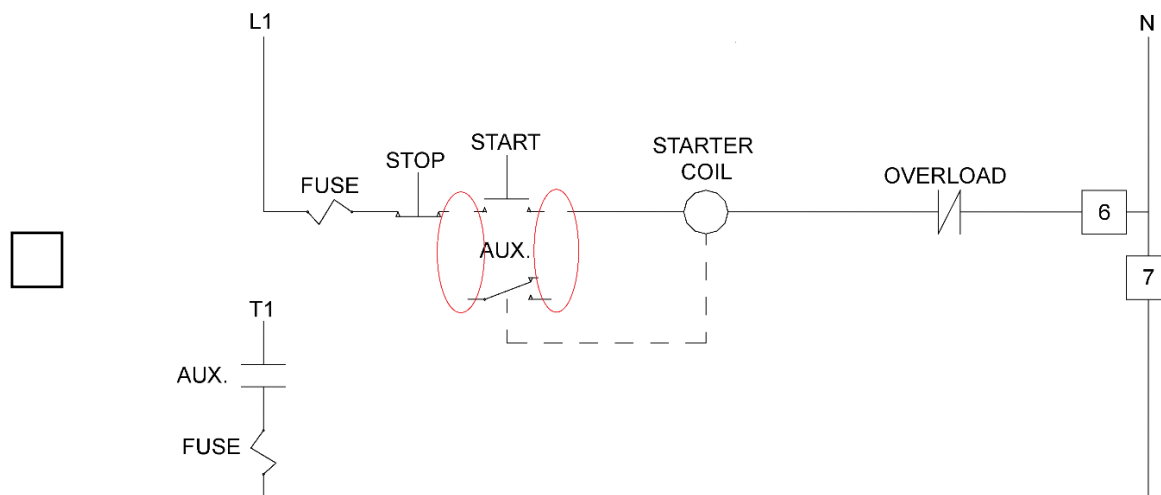 L1
N
START
STARTER
COIL
STOP
FUSE
OVERLOAD
6
AUX.
7
T1
AUX.
FUSE